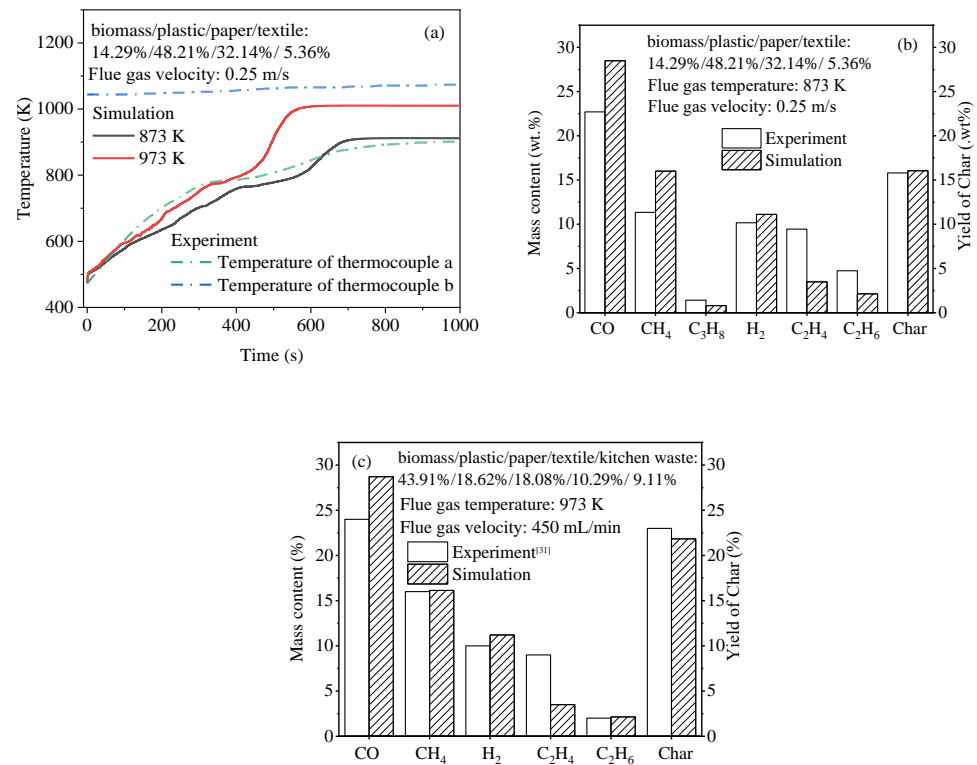 (a)
biomass/plastic/paper/textile:
14.29%/48.21%/32.14%/ 5.36%
Flue gas velocity: 0.25 m/s
Simulation
873 K
973 K
Experiment
Temperature of thermocouple a
Temperature of thermocouple b
Temperature (K)
1200
1000
800
600
400
0
200
400
600
800
1000
Time (s)
biomass/plastic/paper/textile:
(b)
14.29%/48.21%/32.14%/ 5.36%
Flue gas temperature: 873 K
Flue gas velocity: 0.25 m/s
Experiment
Simulation
Mass content (wt.%)
30
25
20
15
10
5
0
CO
CH₄
C₃H₈
H₂
C₂H₄
C₂H₆
Char
30
25
20
15
10
5
0
Yield of Char (.wt%)
(c)
biomass/plastic/paper/textile/kitchen waste:
43.91%/18.62%/18.08%/10.29%/ 9.11%
Flue gas temperature: 973 K
Flue gas velocity: 450 mL/min
Experiment[31]
Simulation
Mass content (%)
30
25
20
15
10
5
0
CO
CH₄
H₂
C₂H₄
C₂H₆
Char
30
25
20
15
10
5
0
Yield of Char (%)